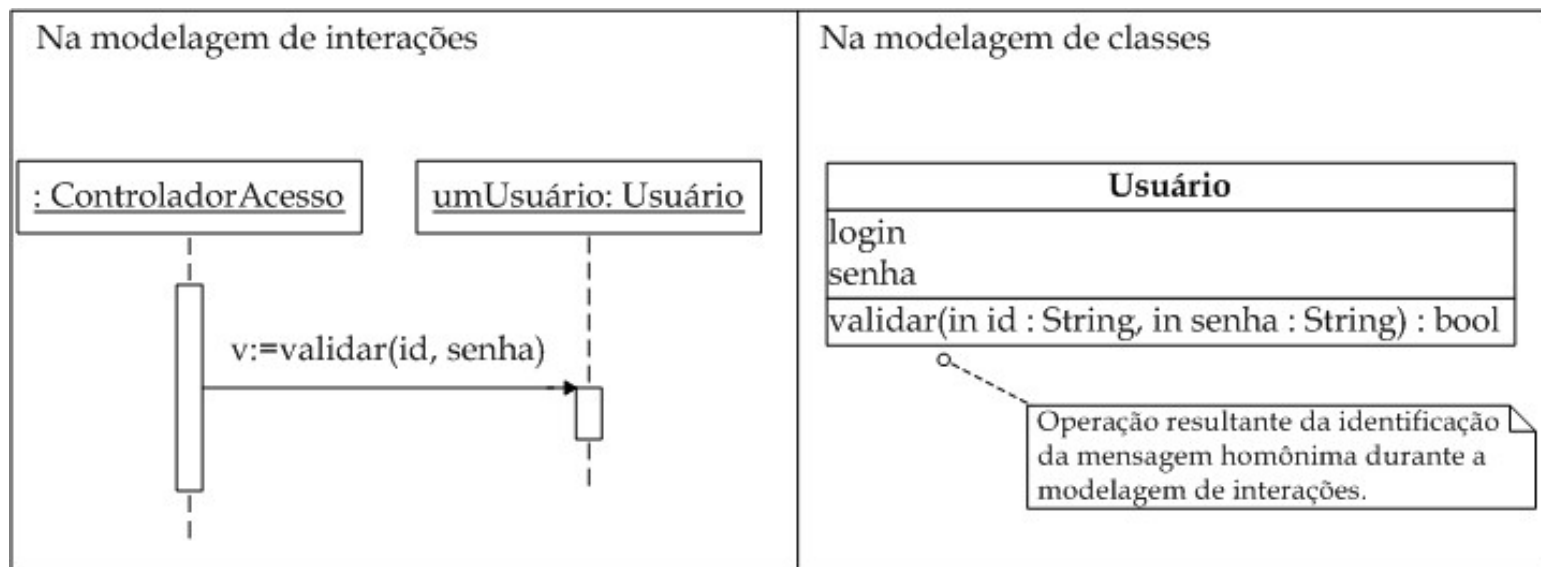 Na modelagem de interações
: ControladorAcesso
umUsuário: Usuário
v:=validar(id, senha)
Na modelagem de classes
Usuário
login
senha
validar(in id : String, in senha : String) : bool
Operação resultante da identificação
da mensagem homônima durante a
modelagem de interações.